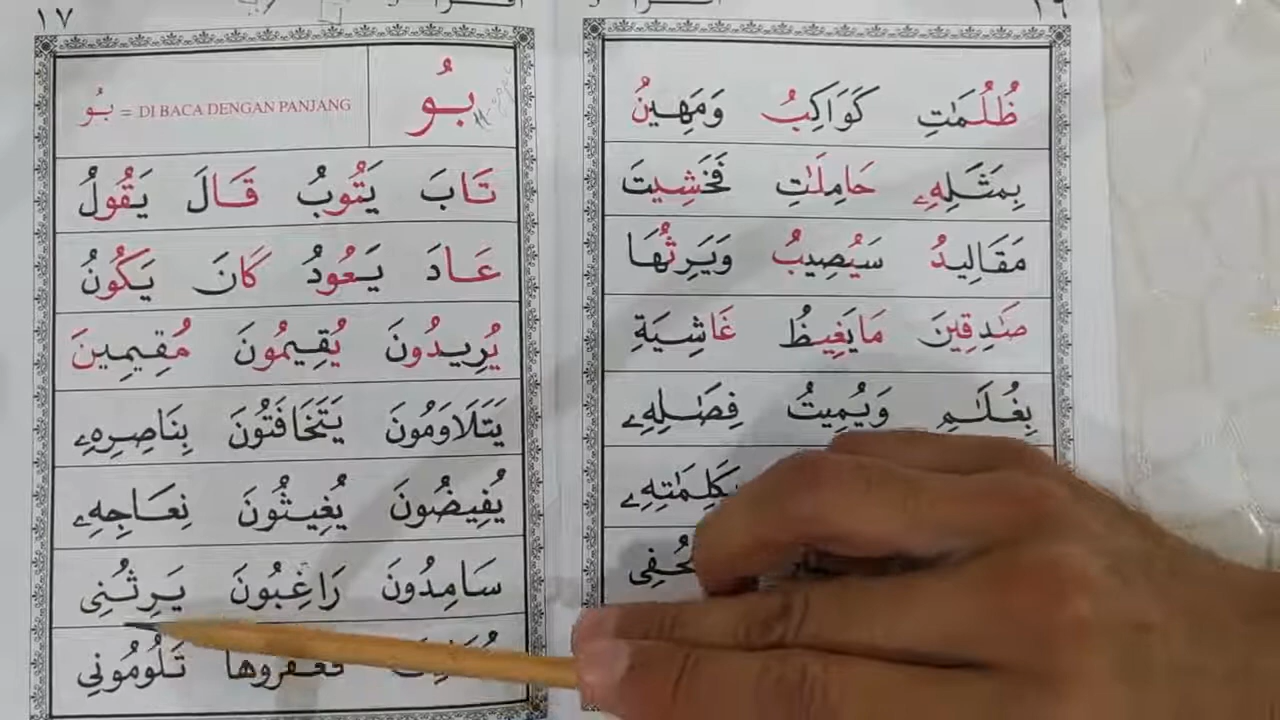 ١٦
ظُلُمَٰتِ كَوَاكِبُ وَمَهِينُ
بِمَثَلِهِۦ حَامِلَٰتِ فَخَشِيتَ
مَقَالِيدُ سَيُصِيبُ وَيَرِثُهَا
صَٰدِقِينَ مَايَغِيظُ غَاشِيَةِ
بِغُلَٰمِ وَيُمِيتُ فِصَٰلِهِۦ
بِكَلِمَٰتِهِۦ
١٧
بُو بُو = DI BACA DENGAN PANJANG
تَابَ يَتُوبُ قَالَ يَقُولُ
عَادَ يَعُودُ كَانَ يَكُونُ
يُرِيدُونَ يُقِيمُونَ مُقِيمِينَ
يَتَلَاوَمُونَ يَتَخَافَتُونَ بِنَاصِرِهِۦ
يُفِيضُونَ يُغِيثُونَ نِعَاجِهِۦ
سَامِدُونَ رَاغِبُونَ يَرِثُنِى
فَعَقَرُوهَا تَلُومُونِى